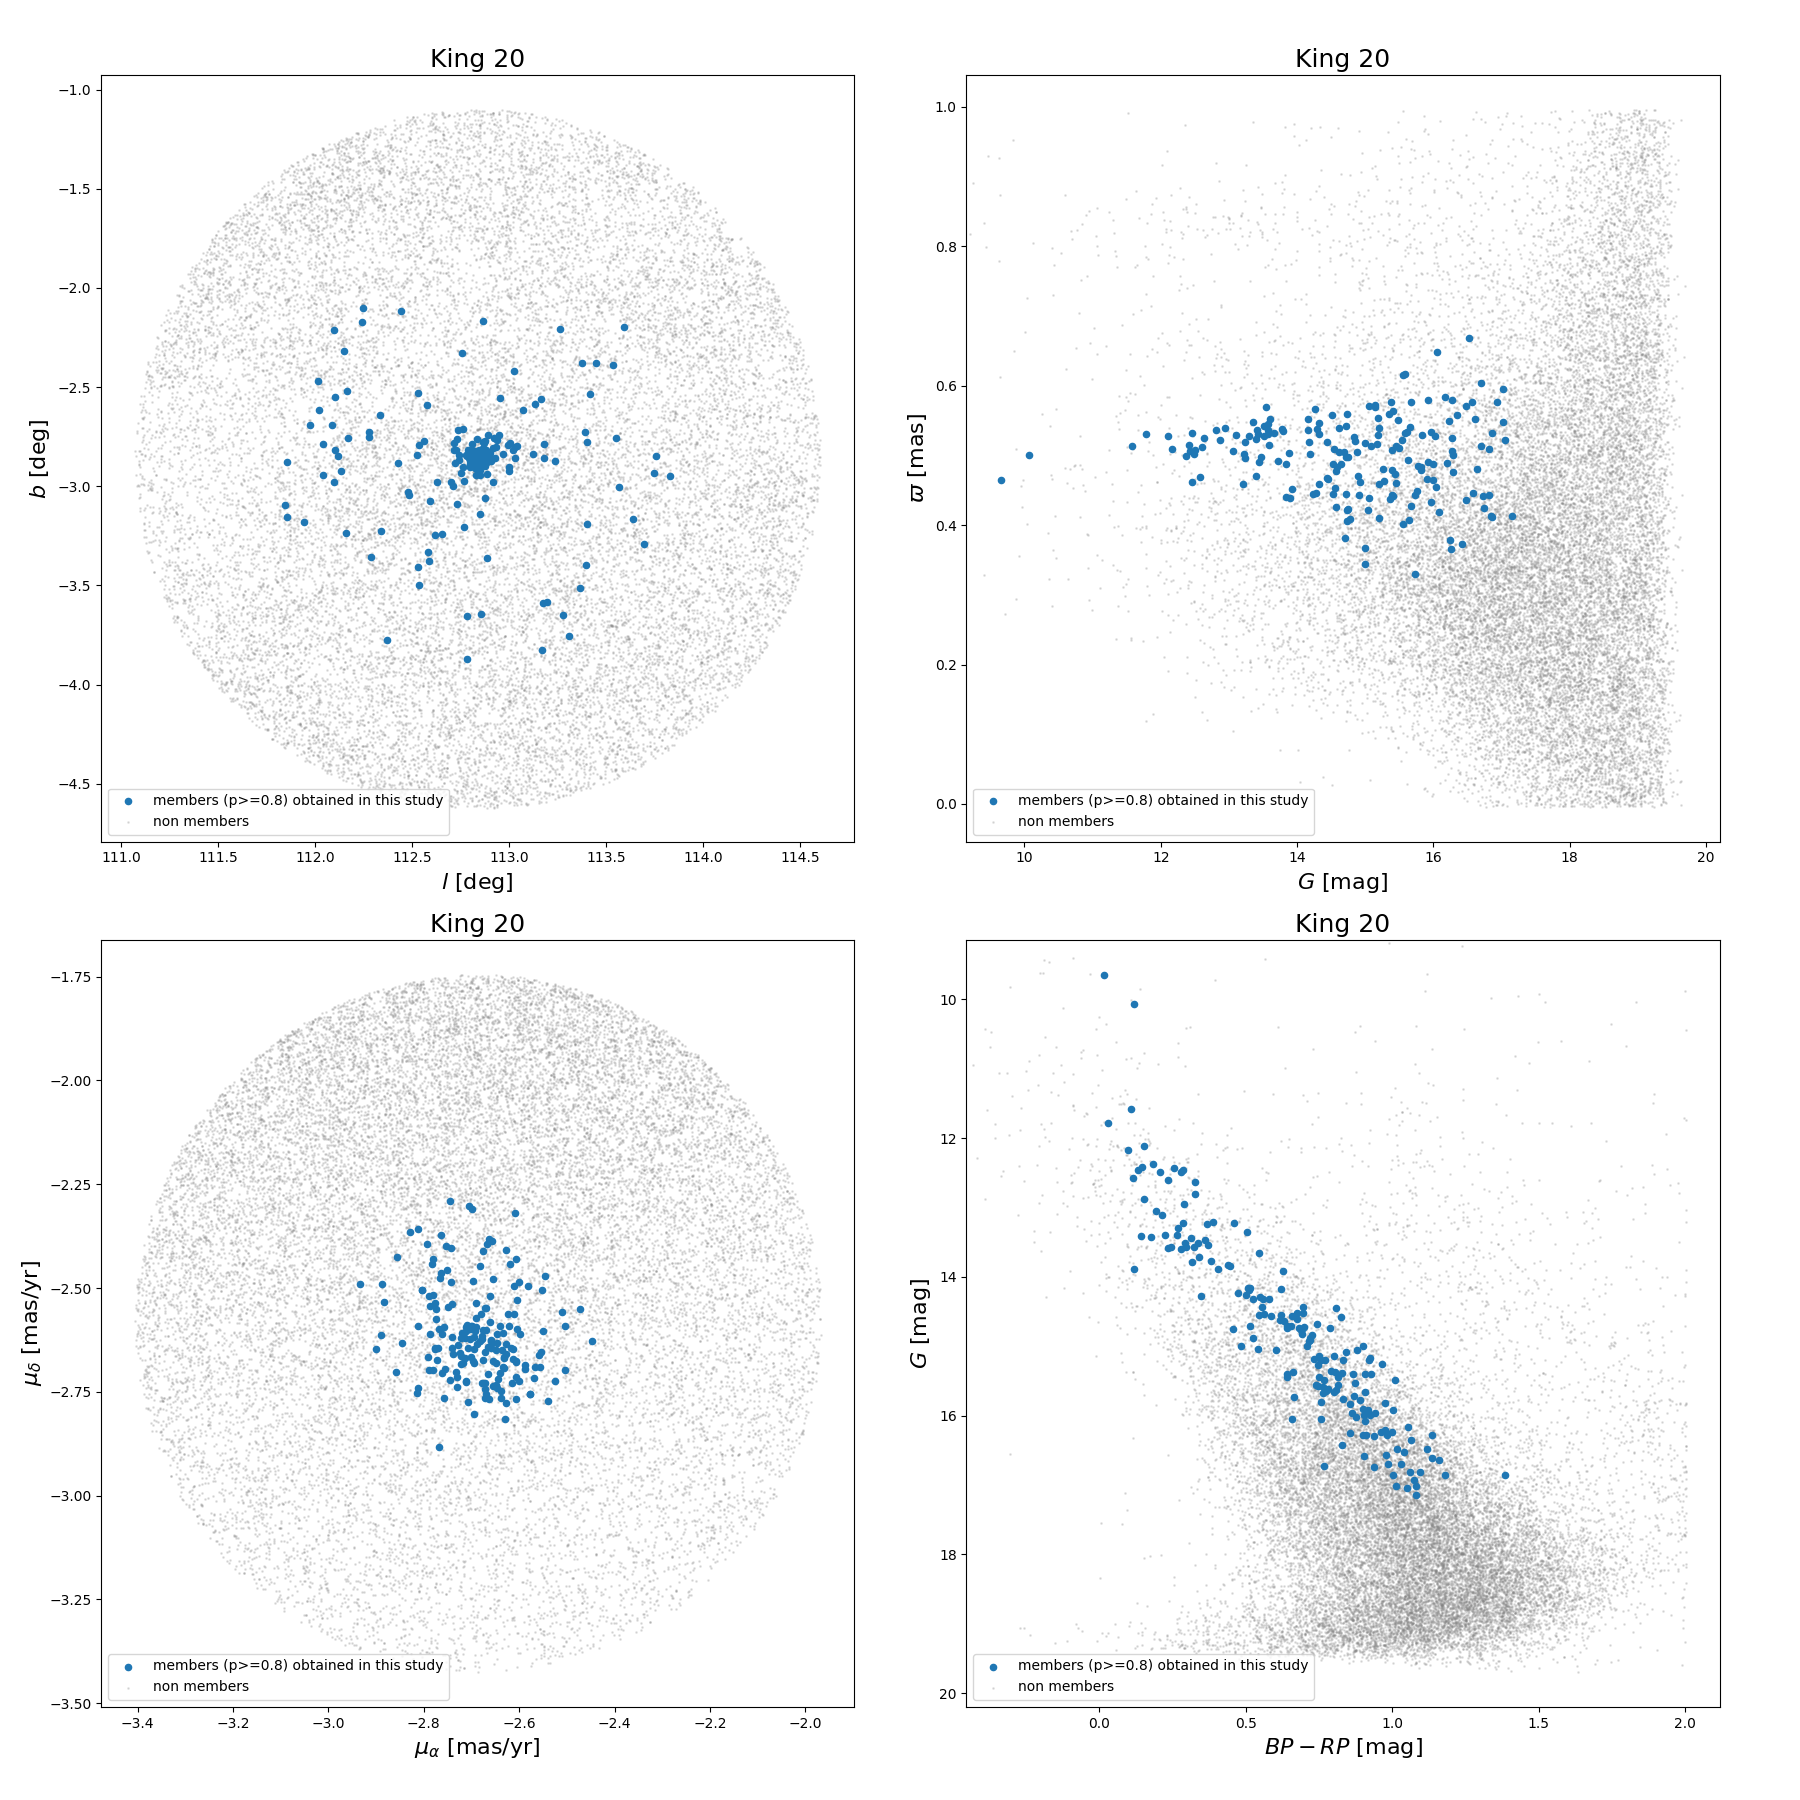 King 20
−1.0
−1.5
−2.0
−2.5
−3.0
−3.5
−4.0
−4.5
b [deg]
members (p>=0.8) obtained in this study
non members
111.0 111.5 112.0 112.5 113.0 113.5 114.0 114.5
l [deg]
King 20
1.0
0.8
0.6
0.4
0.2
0.0
ϖ [mas]
members (p>=0.8) obtained in this study
non members
10 12 14 16 18 20
G [mag]
King 20
−1.75
−2.00
−2.25
−2.50
−2.75
−3.00
−3.25
−3.50
μδ [mas/yr]
members (p>=0.8) obtained in this study
non members
−3.4 −3.2 −3.0 −2.8 −2.6 −2.4 −2.2 −2.0
μα [mas/yr]
King 20
10
12
14
16
18
20
G [mag]
members (p>=0.8) obtained in this study
non members
0.0 0.5 1.0 1.5 2.0
BP − RP [mag]